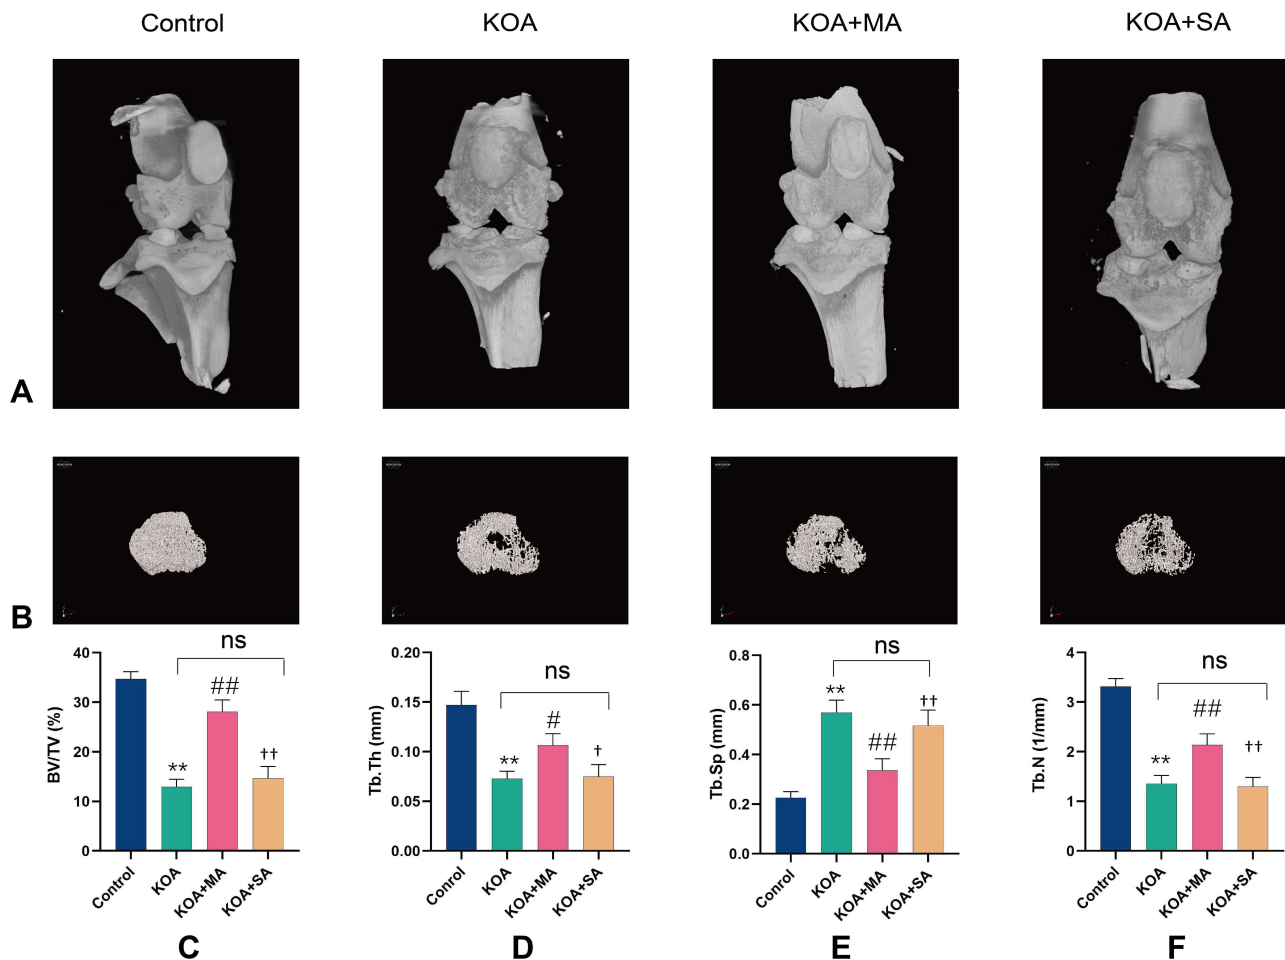 Control KOA KOA+MA KOA+SA
A
B
ns
##
**
††
BV/TV (%)
40
30
20
10
0
Control KOA KOA+MA KOA+SA
C
ns
#
**
†
Tb.Th (mm)
0.20
0.15
0.10
0.05
0.00
Control KOA KOA+MA KOA+SA
D
ns
**
##
††
Tb.Sp (mm)
0.8
0.6
0.4
0.2
0.0
Control KOA KOA+MA KOA+SA
E
ns
##
**
††
Tb.N (1/mm)
4
3
2
1
0
Control KOA KOA+MA KOA+SA
F